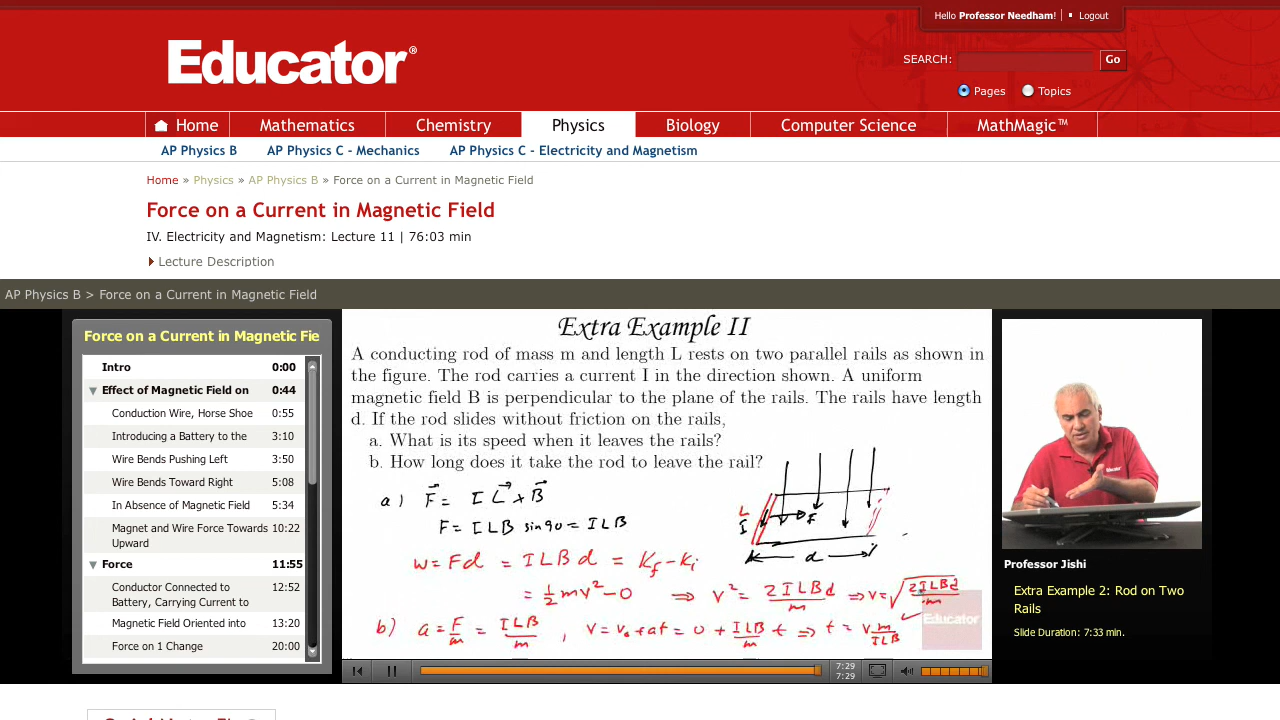 Hello Professor Needham! Logout
Educator®
SEARCH: Go
Pages Topics
Home Mathematics Chemistry Physics Biology Computer Science MathMagic™
AP Physics B AP Physics C - Mechanics AP Physics C - Electricity and Magnetism
Home » Physics » AP Physics B » Force on a Current in Magnetic Field
Force on a Current in Magnetic Field
IV. Electricity and Magnetism: Lecture 11 | 76:03 min
Lecture Description
AP Physics B > Force on a Current in Magnetic Field
Force on a Current in Magnetic Fie
Intro 0:00
Effect of Magnetic Field on 0:44
Conduction Wire, Horse Shoe 0:55
Introducing a Battery to the 3:10
Wire Bends Pushing Left 3:50
Wire Bends Toward Right 5:08
In Absence of Magnetic Field 5:34
Magnet and Wire Force Towards 10:22
Upward
Force 11:55
Conductor Connected to 12:52
Battery, Carrying Current to
Magnetic Field Oriented Into 13:20
Force on 1 Change 20:00
Extra Example II
A conducting rod of mass m and length L rests on two parallel rails as shown in
the figure. The rod carries a current I in the direction shown. A uniform
magnetic field B is perpendicular to the plane of the rails. The rails have length
d. If the rod slides without friction on the rails,
a. What is its speed when it leaves the rails?
b. How long does it take the rod to leave the rail?
a) F⃗ = I L⃗ × B⃗
F = ILB sin90 = ILB
L
I
F
d
W = Fd = ILBd = Kf - Ki
= ½mv² - 0 ⇒ v² = 2ILBd/m ⇒ v = √(2ILBd/m)
b) a = F/m = ILB/m , v = v₀ + at = 0 + ILB/m t ⇒ t = v m/ILB
Educator
7:29
7:29
Educator
Professor Jishi
Extra Example 2: Rod on Two
Rails
Slide Duration: 7:33 min.